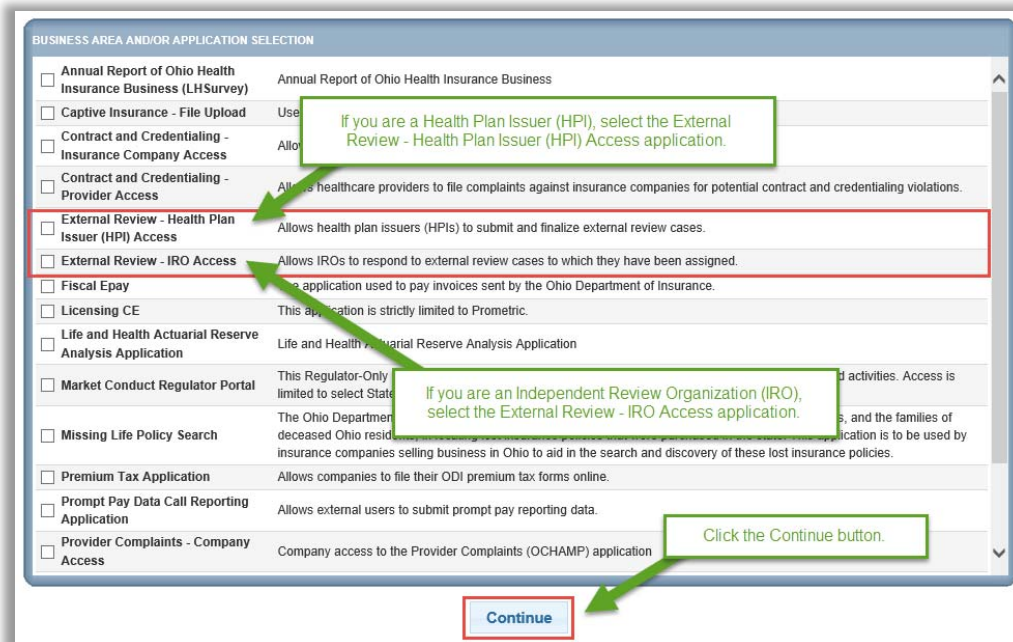 BUSINESS AREA AND/OR APPLICATION SELECTION
Annual Report of Ohio Health
Insurance Business (LHSurvey)
Annual Report of Ohio Health Insurance Business
Captive Insurance - File Upload
If you are a Health Plan Issuer (HPI), select the External
Review - Health Plan Issuer (HPI) Access application.
Contract and Credentialing -
Insurance Company Access
Contract and Credentialing -
Provider Access
healthcare providers to file complaints against insurance companies for potential contract and credentialing violations.
External Review - Health Plan
Issuer (HPI) Access
Allows health plan issuers (HPIs) to submit and finalize external review cases.
External Review - IRO Access
Allows IROs to respond to external review cases to which they have been assigned.
Fiscal Epay
application used to pay invoices sent by the Ohio Department of Insurance.
Licensing CE
This application is strictly limited to Prometric.
Life and Health Actuarial Reserve
Analysis Application
Life and Health Actuarial Reserve Analysis Application
Market Conduct Regulator Portal
This Regulator-Only
activities. Access is
limited to select
If you are an Independent Review Organization (IRO),
select the External Review - IRO Access application.
Missing Life Policy Search
The Ohio
and the families of
deceased Ohio
is to be used by
insurance companies selling business in Ohio to aid in the search and discovery of these lost insurance policies.
Premium Tax Application
Allows companies to file their ODI premium tax forms online.
Prompt Pay Data Call Reporting
Application
Allows external users to submit prompt pay reporting data.
Provider Complaints - Company
Access
Company access to the Provider Complaints (OCHAMP) application
Click the Continue button.
Continue